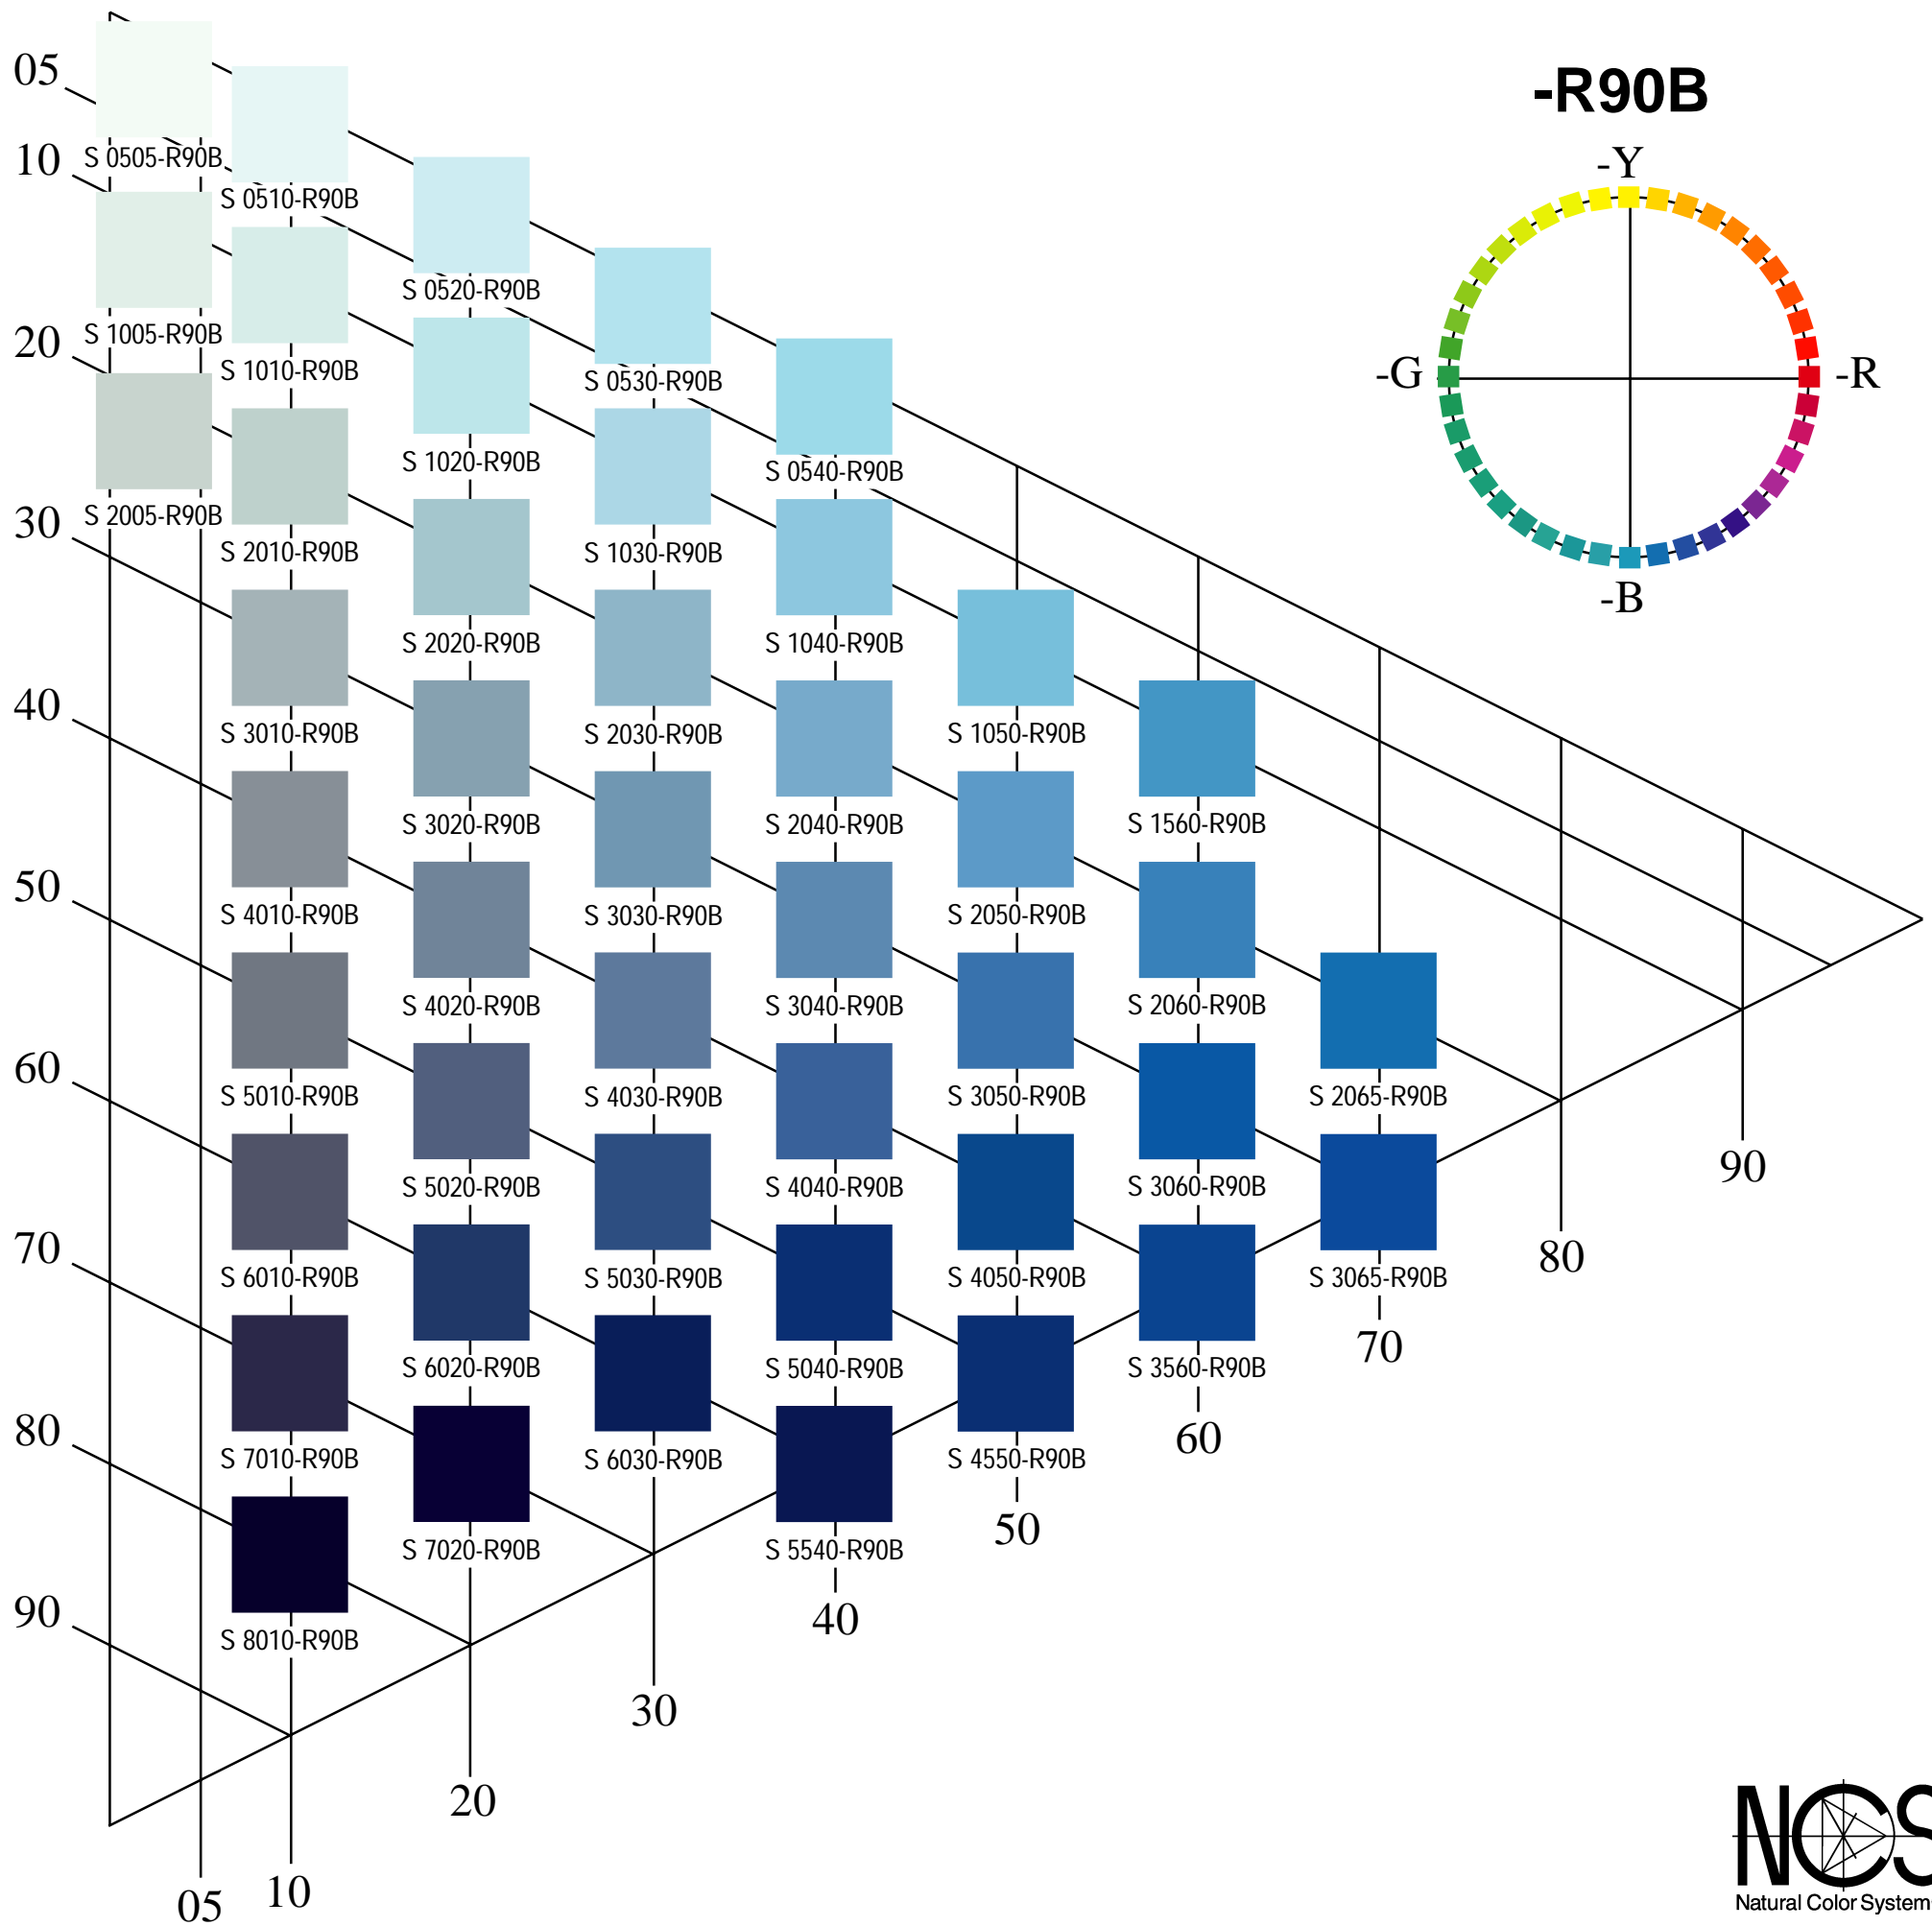 -R90B
-Y
-G
-R
-B
05
10
20
30
40
50
60
70
80
90
S 0505-R90B
S 1005-R90B
S 2005-R90B
S 0510-R90B
S 1010-R90B
S 2010-R90B
S 3010-R90B
S 4010-R90B
S 5010-R90B
S 6010-R90B
S 7010-R90B
S 8010-R90B
S 0520-R90B
S 1020-R90B
S 2020-R90B
S 3020-R90B
S 4020-R90B
S 5020-R90B
S 6020-R90B
S 7020-R90B
S 0530-R90B
S 1030-R90B
S 2030-R90B
S 3030-R90B
S 4030-R90B
S 5030-R90B
S 6030-R90B
S 0540-R90B
S 1040-R90B
S 2040-R90B
S 3040-R90B
S 4040-R90B
S 5040-R90B
S 5540-R90B
S 1050-R90B
S 2050-R90B
S 3050-R90B
S 4050-R90B
S 4550-R90B
S 1560-R90B
S 2060-R90B
S 3060-R90B
S 3560-R90B
S 2065-R90B
S 3065-R90B
05
10
20
30
40
50
60
70
80
90
NCS
Natural Color System